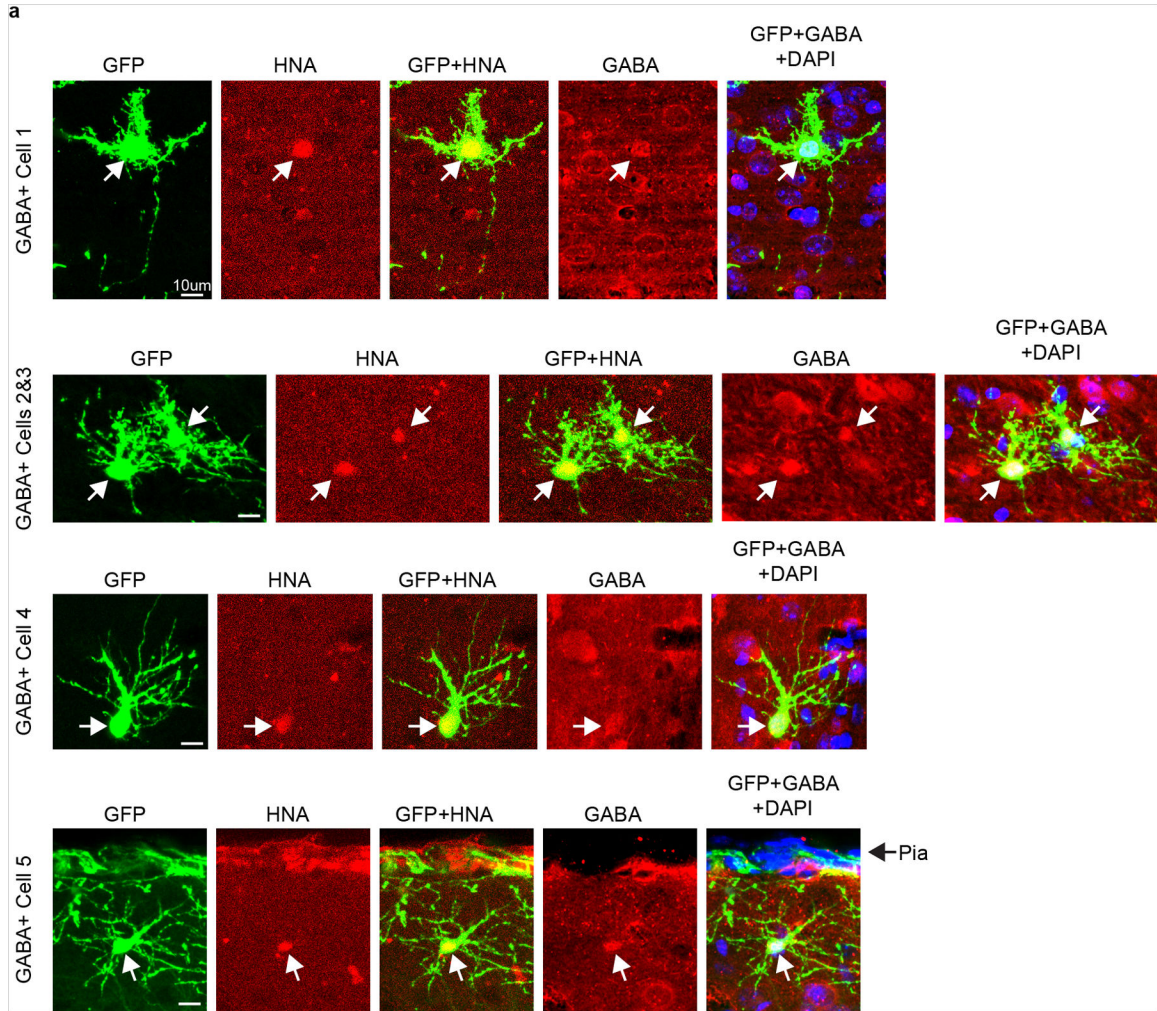 a
GFP HNA GFP+HNA GABA GFP+GABA
+DAPI
GABA+ Cell 1
10um
GFP HNA GFP+HNA GABA GFP+GABA
+DAPI
GABA+ Cells 2&3
GFP HNA GFP+HNA GABA GFP+GABA
+DAPI
GABA+ Cell 4
GFP HNA GFP+HNA GABA GFP+GABA
+DAPI
GABA+ Cell 5
Pia